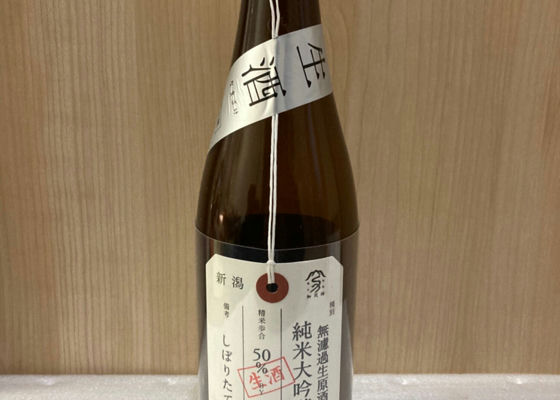 生酒
種別
無濾過生原酒
純米大吟
精米歩合
50%
生酒
新潟
備考
しぼりたて